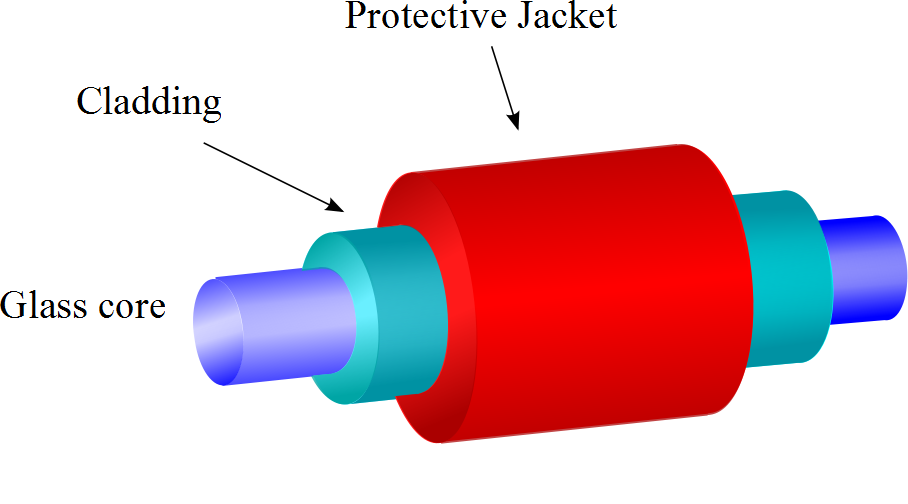 Protective Jacket
Cladding
Glass core